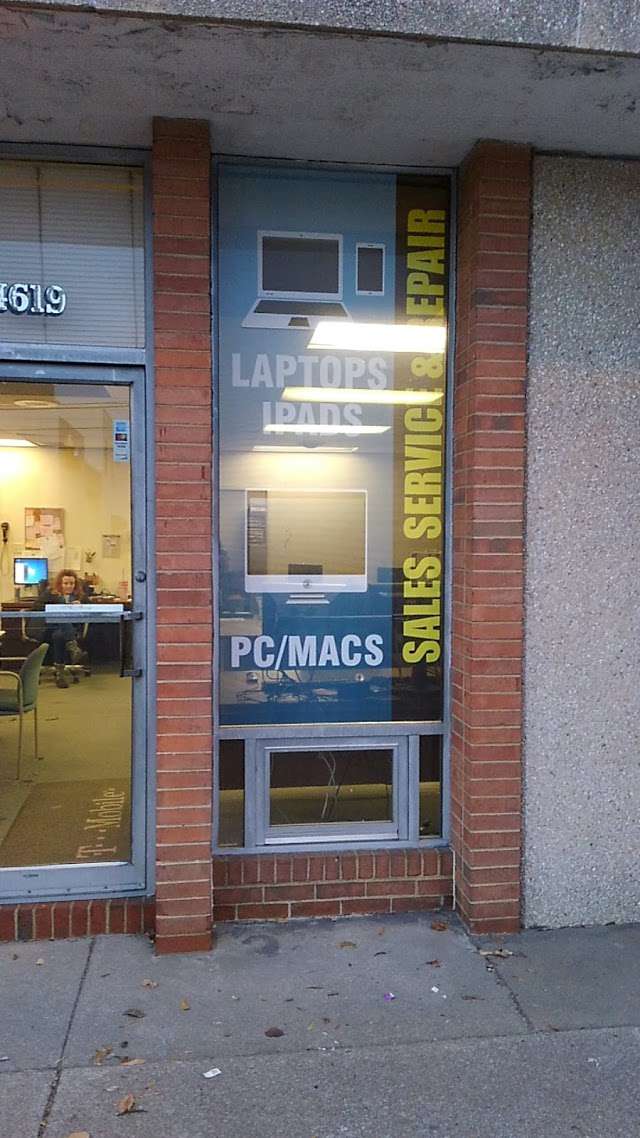 4619
LAPTOPS
IPADS
SALES SERVICE & REPAIR
PC/MACS
T··Mobile·